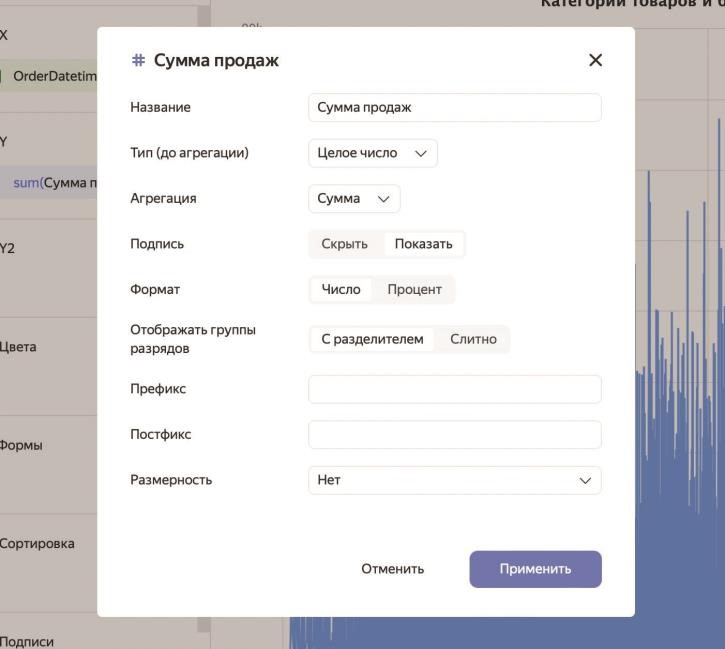 Категории товаров и б
X
OrderDatetim
Y
sum(Сумма п
Y2
Цвета
Формы
Сортировка
Подписи
# Сумма продаж
Название
Сумма продаж
Тип (до агрегации)
Целое число
Агрегация
Сумма
Подпись
Скрыть Показать
Формат
Число Процент
Отображать группы
разрядов
С разделителем Слитно
Префикс
Постфикс
Размерность
Нет
Отменить
Применить